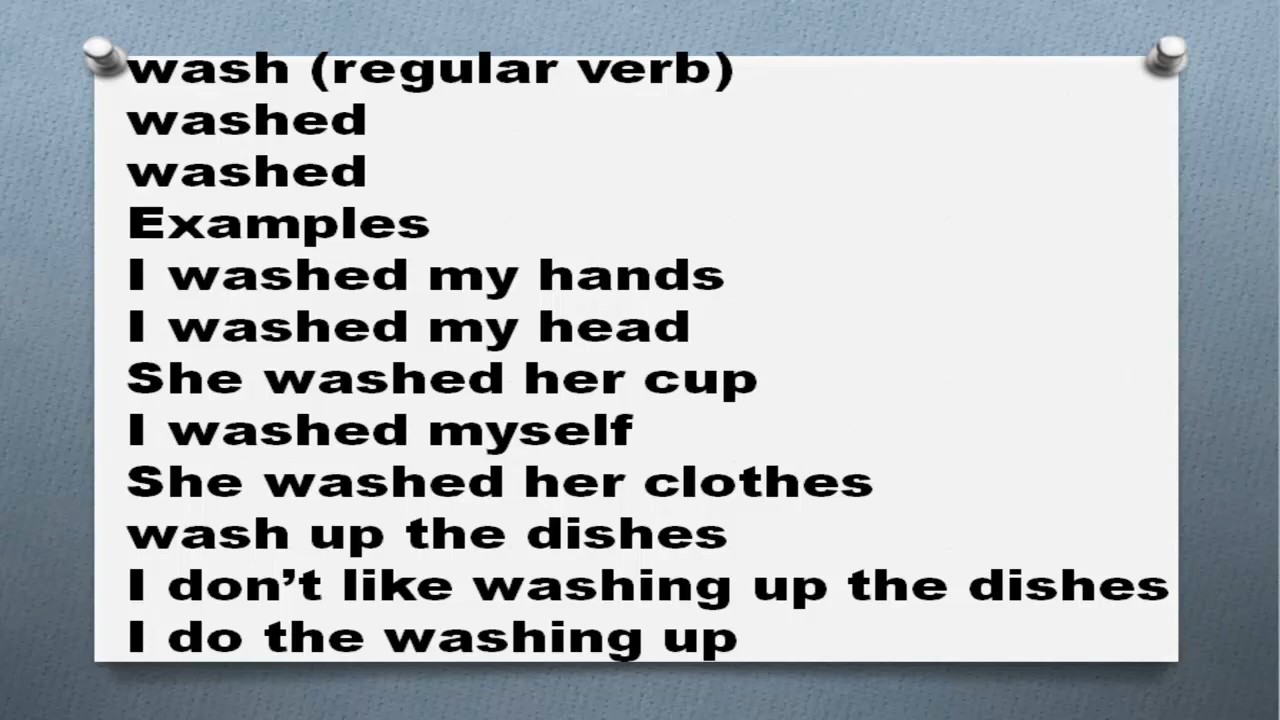 wash (regular verb)
washed
washed
Examples
I washed my hands
I washed my head
She washed her cup
I washed myself
She washed her clothes
wash up the dishes
I don’t like washing up the dishes
I do the washing up